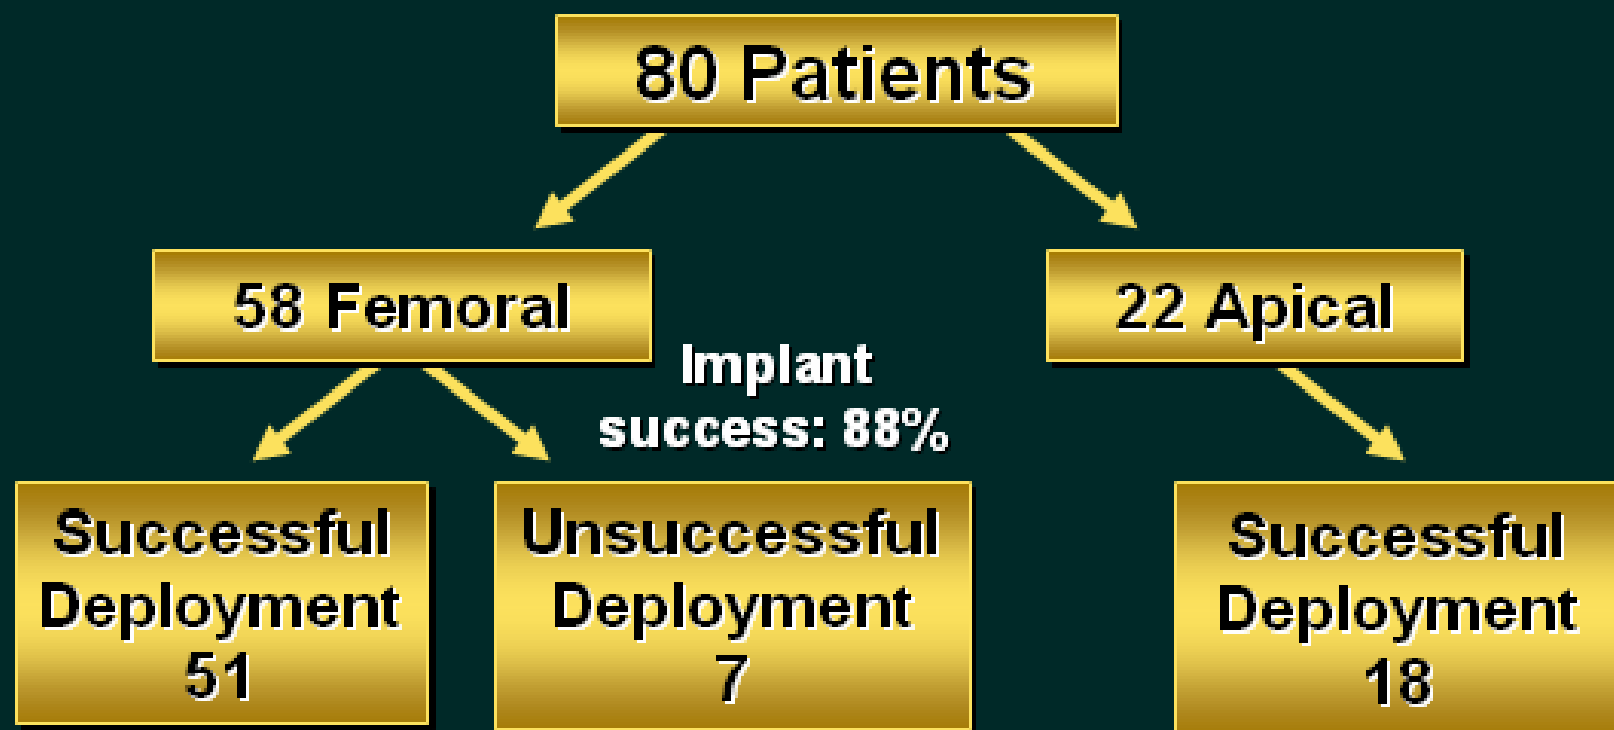 80 Patients
58 Femoral
22 Apical
Implant
success: 88%
Successful
Deployment
51
Unsuccessful
Deployment
7
Successful
Deployment
18